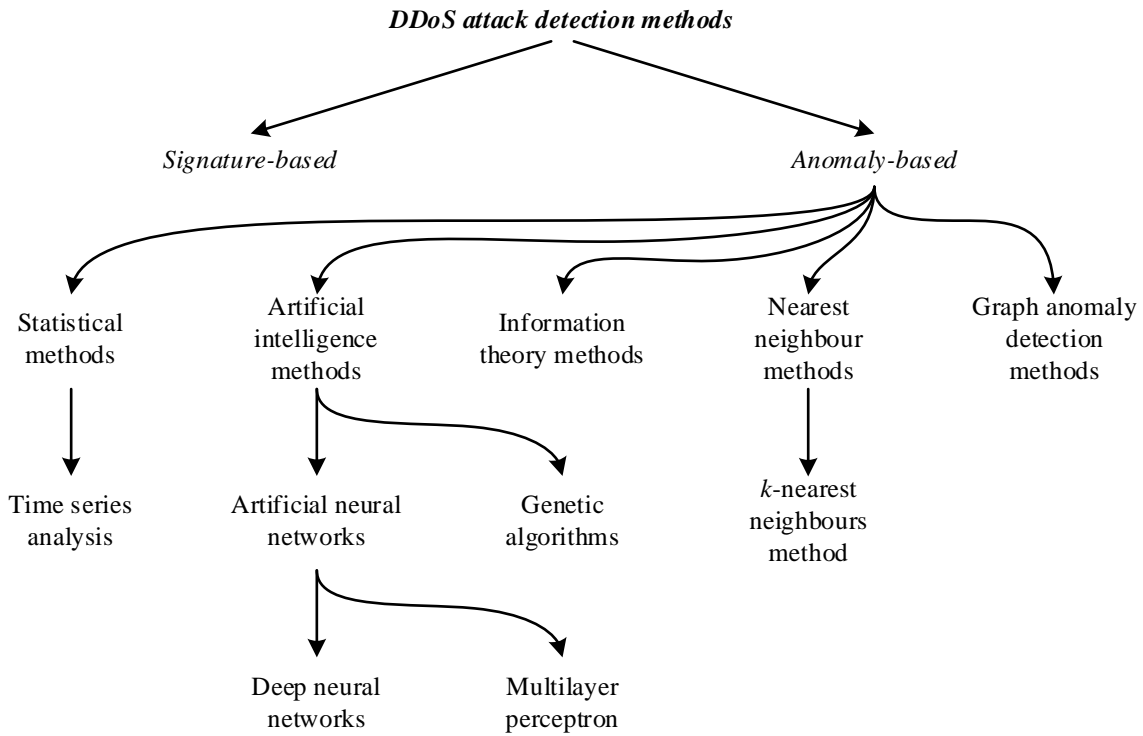 DDoS attack detection methods
Signature-based
Anomaly-based
Statistical
methods
Artificial
intelligence
methods
Information
theory methods
Nearest
neighbour
methods
Graph anomaly
detection
methods
Time series
analysis
Artificial neural
networks
Genetic
algorithms
k-nearest
neighbours
method
Deep neural
networks
Multilayer
perceptron